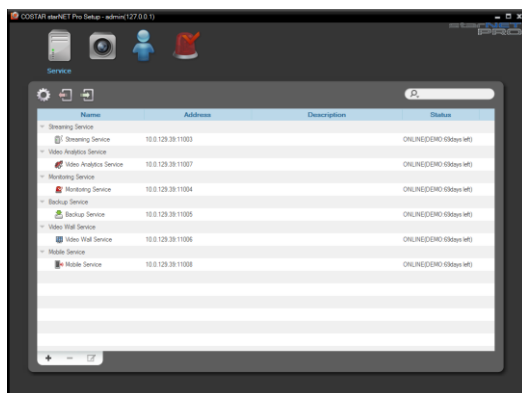 COSTAR starNET Pro Setup - admin(127.0.0.1)
starNET
PRO
Service
Name Address Description Status
Streaming Service
Streaming Service 10.0.129.39:11003 ONLINE(DEMO:69days left)
Video Analytics Service
Video Analytics Service 10.0.129.39:11007 ONLINE(DEMO:69days left)
Monitoring Service
Monitoring Service 10.0.129.39:11004 ONLINE(DEMO:69days left)
Backup Service
Backup Service 10.0.129.39:11005 ONLINE(DEMO:69days left)
Video Wall Service
Video Wall Service 10.0.129.39:11006 ONLINE(DEMO:69days left)
Mobile Service
Mobile Service 10.0.129.39:11008 ONLINE(DEMO:69days left)